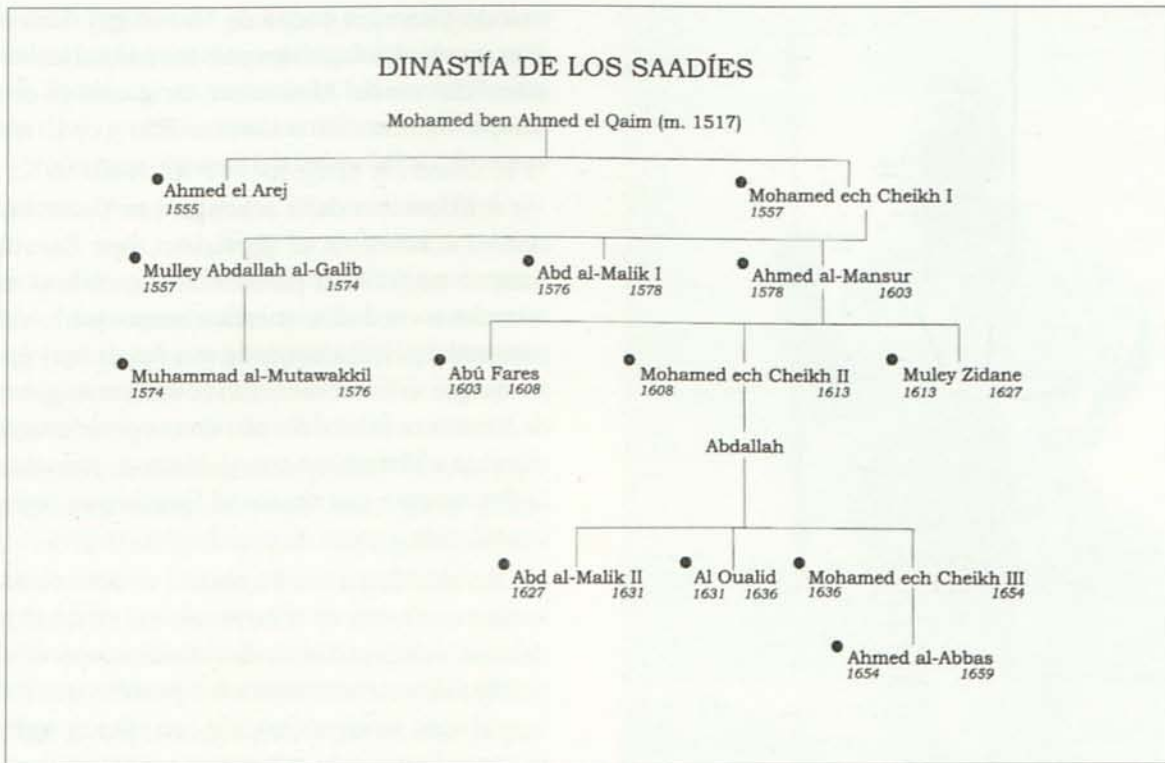 DINASTÍA DE LOS SAADÍES
Mohamed ben Ahmed el Qaim (m. 1517)
Ahmed el Arej
1555
Mohamed ech Cheikh I
1557
Mulley Abdallah al-Galib
1557 1574
Abd al-Malik I
1576 1578
Ahmed al-Mansur
1578 1603
Muhammad al-Mutawakkil
1574 1576
Abú Fares
1603 1608
Mohamed ech Cheikh II
1608 1613
Muley Zidane
1613 1627
Abdallah
Abd al-Malik II
1627 1631
Al Oualid
1631 1636
Mohamed ech Cheikh III
1636 1654
Ahmed al-Abbas
1654 1659